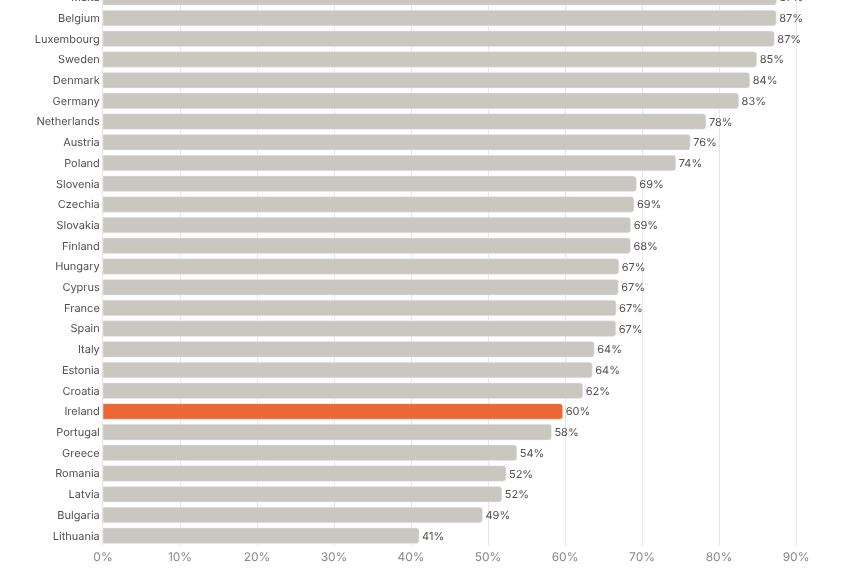 Belgium 87%
Luxembourg 87%
Sweden 85%
Denmark 84%
Germany 83%
Netherlands 78%
Austria 76%
Poland 74%
Slovenia 69%
Czechia 69%
Slovakia 69%
Finland 68%
Hungary 67%
Cyprus 67%
France 67%
Spain 67%
Italy 64%
Estonia 64%
Croatia 62%
Ireland 60%
Portugal 58%
Greece 54%
Romania 52%
Latvia 52%
Bulgaria 49%
Lithuania 41%
0% 10% 20% 30% 40% 50% 60% 70% 80% 90%